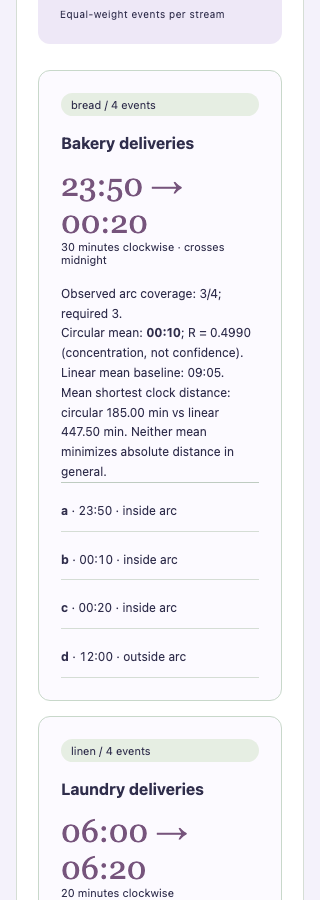 Equal-weight events per stream
bread / 4 events
Bakery deliveries
23:50 →
00:20
30 minutes clockwise · crosses
midnight
Observed arc coverage: 3/4;
required 3.
Circular mean: 00:10; R = 0.4990
(concentration, not confidence).
Linear mean baseline: 09:05.
Mean shortest clock distance:
circular 185.00 min vs linear
447.50 min. Neither mean
minimizes absolute distance in
general.
a · 23:50 · inside arc
b · 00:10 · inside arc
c · 00:20 · inside arc
d · 12:00 · outside arc
linen / 4 events
Laundry deliveries
06:00 →
06:20
20 minutes clockwise